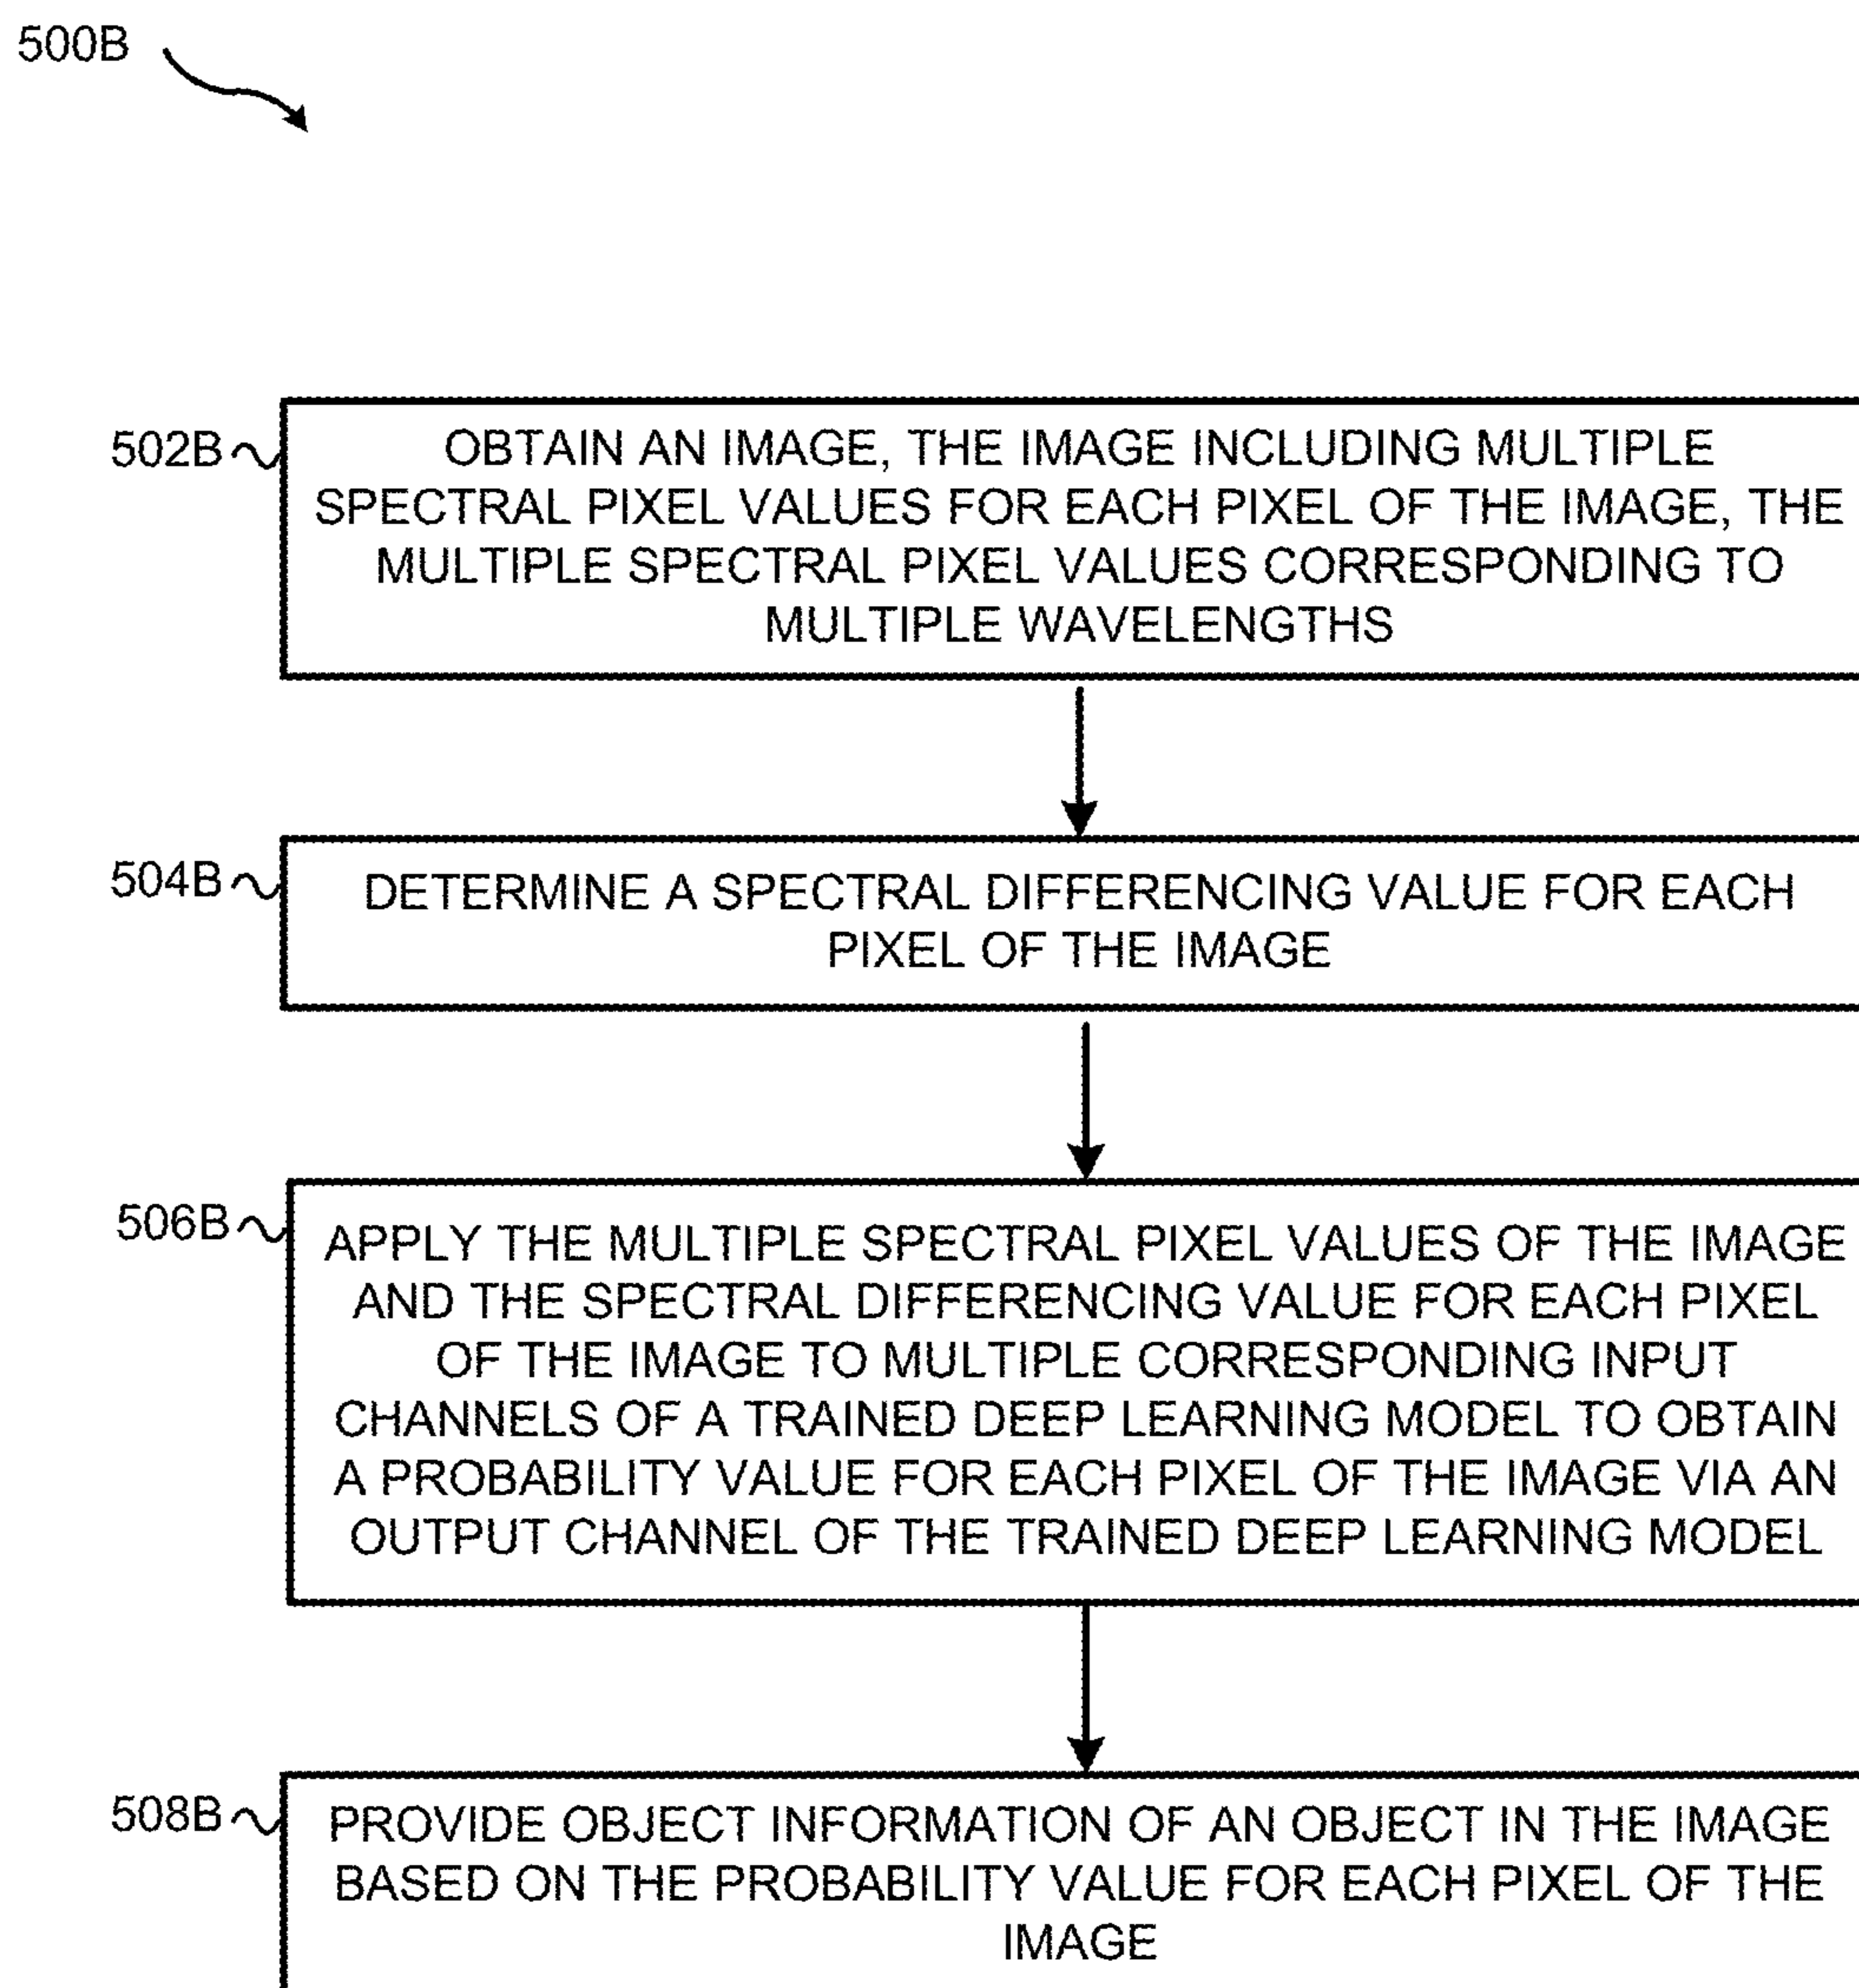 500B
502B
OBTAIN AN IMAGE, THE IMAGE INCLUDING MULTIPLE
SPECTRAL PIXEL VALUES FOR EACH PIXEL OF THE IMAGE, THE
MULTIPLE SPECTRAL PIXEL VALUES CORRESPONDING TO
MULTIPLE WAVELENGTHS
504B
DETERMINE A SPECTRAL DIFFERENCING VALUE FOR EACH
PIXEL OF THE IMAGE
506B
APPLY THE MULTIPLE SPECTRAL PIXEL VALUES OF THE IMAGE
AND THE SPECTRAL DIFFERENCING VALUE FOR EACH PIXEL
OF THE IMAGE TO MULTIPLE CORRESPONDING INPUT
CHANNELS OF A TRAINED DEEP LEARNING MODEL TO OBTAIN
A PROBABILITY VALUE FOR EACH PIXEL OF THE IMAGE VIA AN
OUTPUT CHANNEL OF THE TRAINED DEEP LEARNING MODEL
508B
PROVIDE OBJECT INFORMATION OF AN OBJECT IN THE IMAGE
BASED ON THE PROBABILITY VALUE FOR EACH PIXEL OF THE
IMAGE